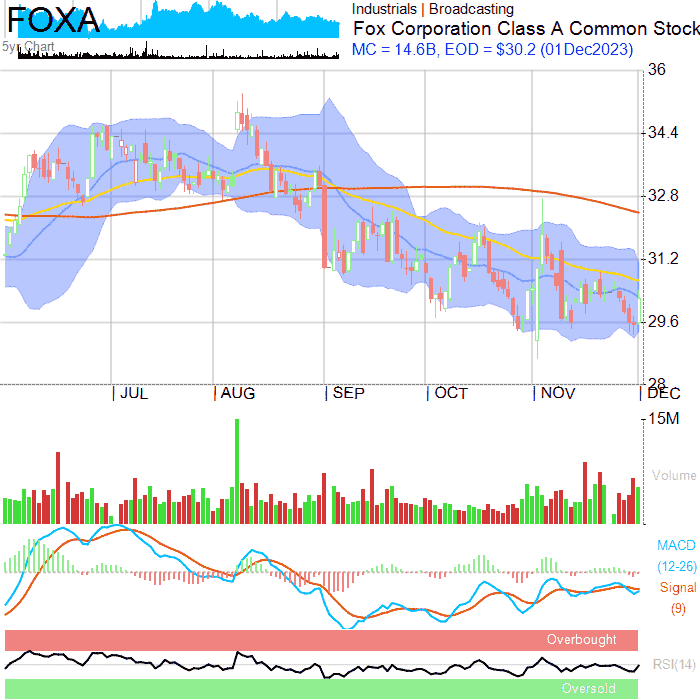 FOXA
5yr Chart
Industrials | Broadcasting
Fox Corporation Class A Common Stock
MC = 14.6B, EOD = $30.2 (01Dec2023)
36
34.4
32.8
31.2
29.6
28
JUL AUG SEP OCT NOV DEC
15M
Volume
MACD
(12-26)
Signal
(9)
Overbought
RSI(14)
Oversold